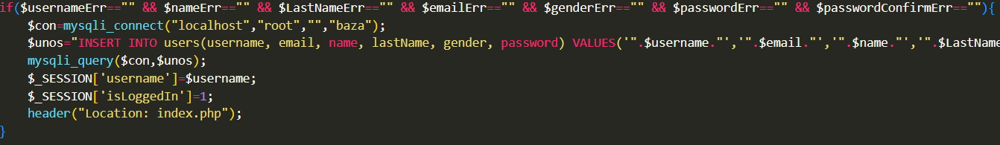 if($usernameErr=="" && $nameErr=="" && $LastNameErr=="" && $emailErr=="" && $genderErr=="" && $passwordErr=="" && $passwordConfirmErr==""){
$con=mysqli_connect("localhost","root","","baza");
$unos="INSERT INTO users(username, email, name, lastName, gender, password) VALUES('".$username."','".$email."','".$name."','".$LastName
mysqli_query($con,$unos);
$_SESSION['username']=$username;
$_SESSION['isLoggedIn']=1;
header("Location: index.php");
}